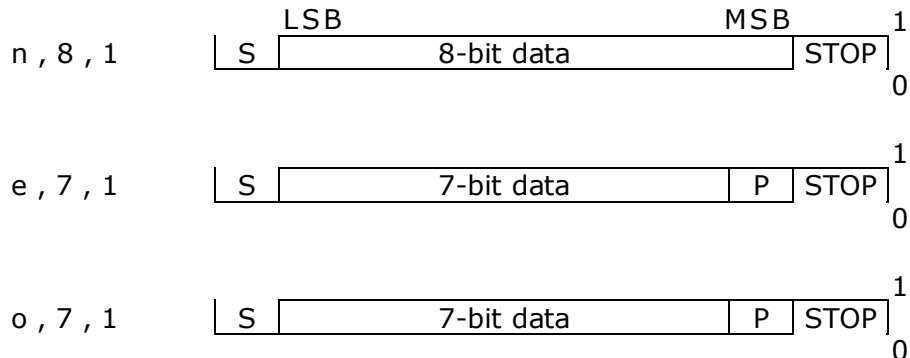 LSB MSB 1
n , 8 , 1 S 8-bit data STOP
0
1
e , 7 , 1 S 7-bit data P STOP
0
1
o , 7 , 1 S 7-bit data P STOP
0